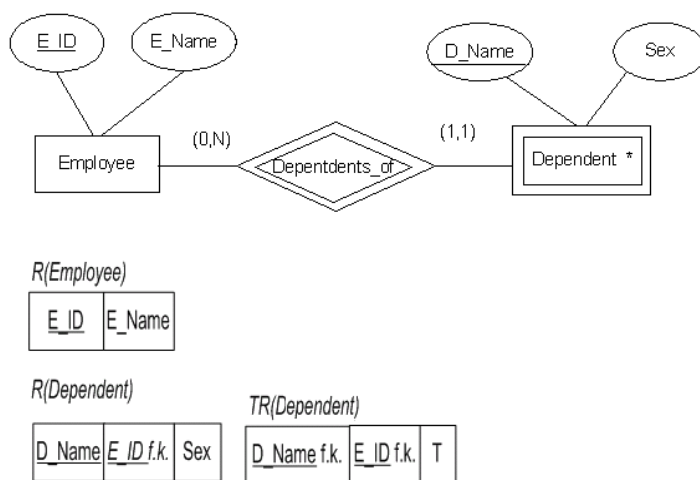 E_ID E_Name D_Name Sex
(0,N) (1,1)
Employee Depentdents_of Dependent *
R(Employee)
E_ID E_Name
R(Dependent) TR(Dependent)
D_Name E_ID f.k. Sex D_Name f.k. E_ID f.k. T